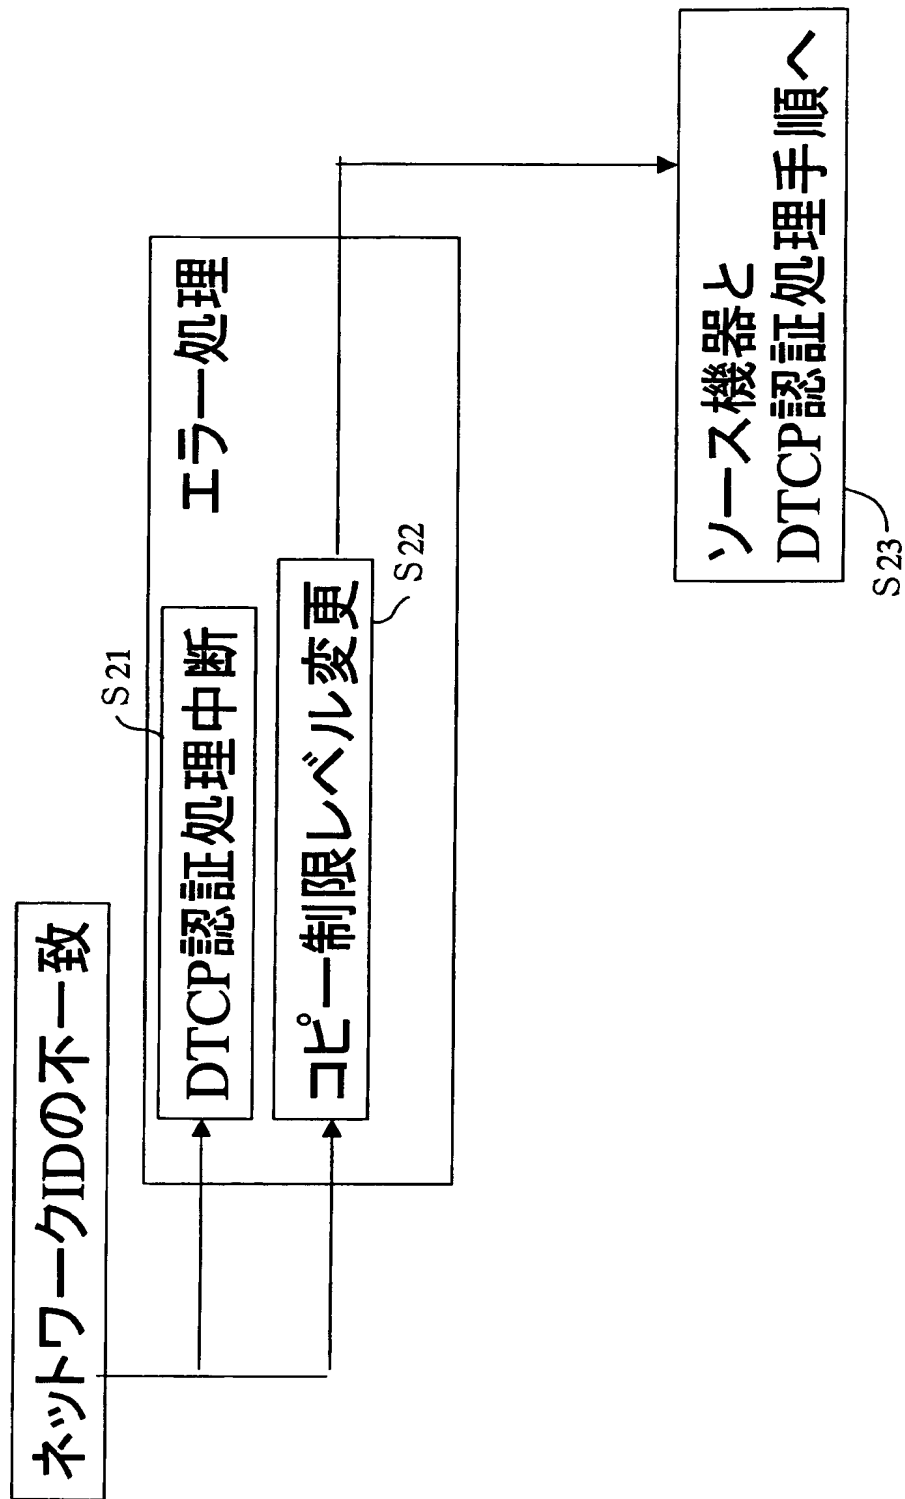 ネットワークIDの不一致
エラー処理
S21
DTCP認証処理中断
コピー制限レベル変更
S22
ソース機器と
DTCP認証処理手順へ
S23